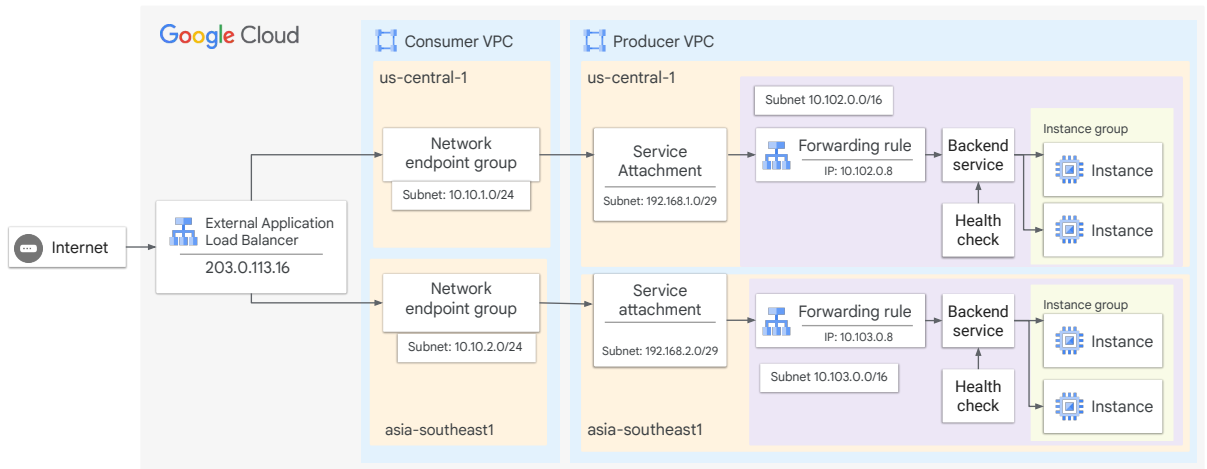 Google Cloud
Consumer VPC
Producer VPC
us-central-1
us-central-1
Subnet 10.102.0.0/16
Network
endpoint group
Subnet: 10.10.1.0/24
Service
Attachment
Subnet: 192.168.1.0/29
Forwarding rule
IP: 10.102.0.8
Backend
service
Health
check
Instance group
Instance
Instance
Internet
External Application
Load Balancer
203.0.113.16
Network
endpoint group
Subnet: 10.10.2.0/24
asia-southeast1
Service
attachment
Subnet: 192.168.2.0/29
Forwarding rule
IP: 10.103.0.8
Subnet 10.103.0.0/16
Backend
service
Health
check
Instance group
Instance
Instance
asia-southeast1